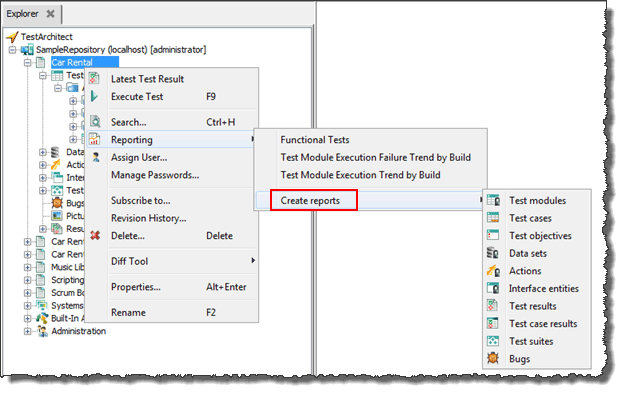 Explorer
TestArchitect
SampleRepository (localhost) [administrator]
Car Rental
Test
Data
Actio
Inter
Test
Bugs
Pictu
Resu
Car Rent
Car Rent
Music Lib
Scripting
Scrum Bo
Systems
Built-In A
Administration
Latest Test Result
Execute Test F9
Search... Ctrl+H
Reporting
Assign User...
Manage Passwords...
Subscribe to...
Revision History...
Delete... Delete
Diff Tool
Properties... Alt+Enter
Rename F2
Functional Tests
Test Module Execution Failure Trend by Build
Test Module Execution Trend by Build
Create reports
Test modules
Test cases
Test objectives
Data sets
Actions
Interface entities
Test results
Test case results
Test suites
Bugs